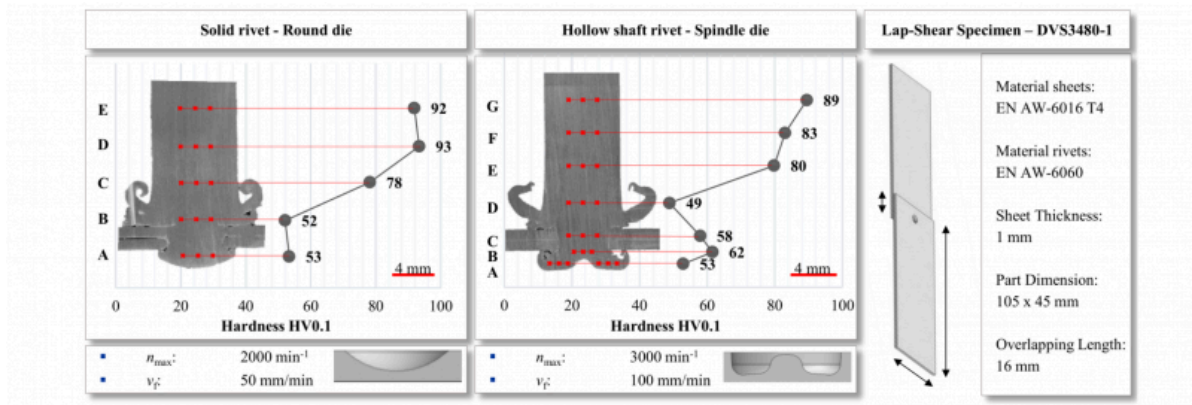 Solid rivet - Round die
E
92
D
93
C
78
B
52
A
53
4 mm
0 20 40 60 80 100
Hardness HV0.1
n_max: 2000 min⁻¹
v_f: 50 mm/min
Hollow shaft rivet - Spindle die
G
89
F
83
E
80
D
49
C
58
B
62
A
53
4 mm
0 20 40 60 80 100
Hardness HV0.1
n_max: 3000 min⁻¹
v_f: 100 mm/min
Lap-Shear Specimen – DVS3480-1
Material sheets:
EN AW-6016 T4
Material rivets:
EN AW-6060
Sheet Thickness:
1 mm
Part Dimension:
105 x 45 mm
Overlapping Length:
16 mm